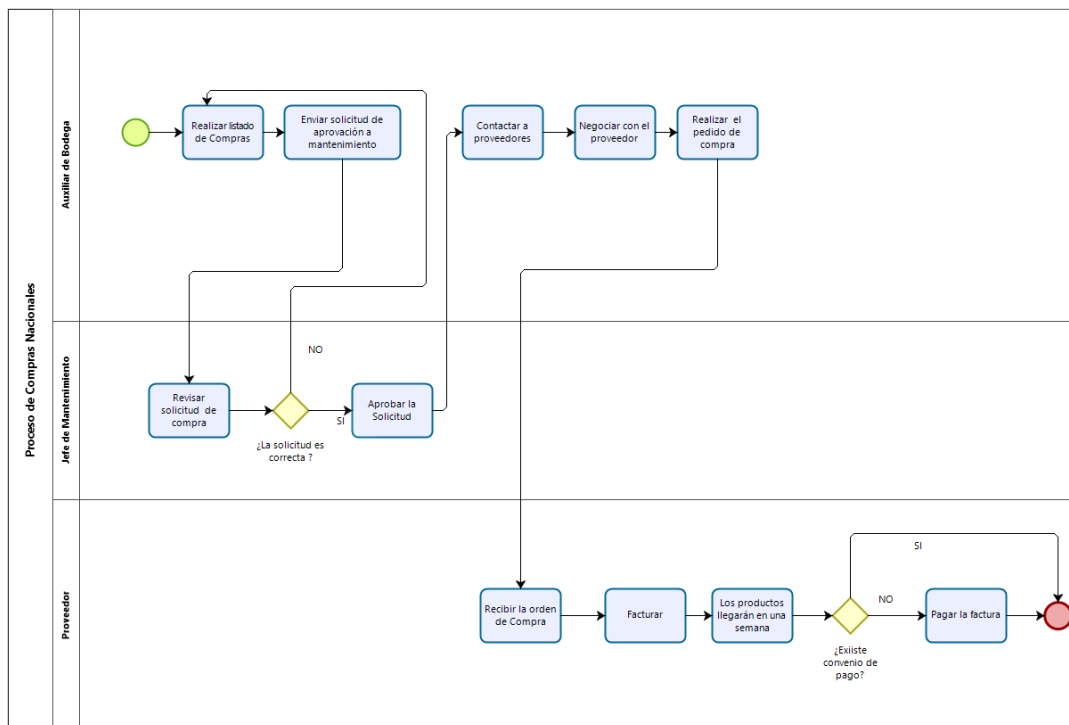 Proceso de Compras Nacionales
Auxiliar de Bodega
Realizar listado
de Compras
Enviar solicitud de
aprovación a
mantenimiento
Contactar a
proveedores
Negociar con el
proveedor
Realizar el
pedido de
compra
Jefe de Mantenimiento
NO
Revisar
solicitud de
compra
SI
Aprobar la
Solicitud
¿La solicitud es
correcta ?
Proveedor
SI
Recibir la orden
de Compra
Facturar
Los productos
llegarán en una
semana
NO
Pagar la factura
¿Exiiste
convenio de
pago?